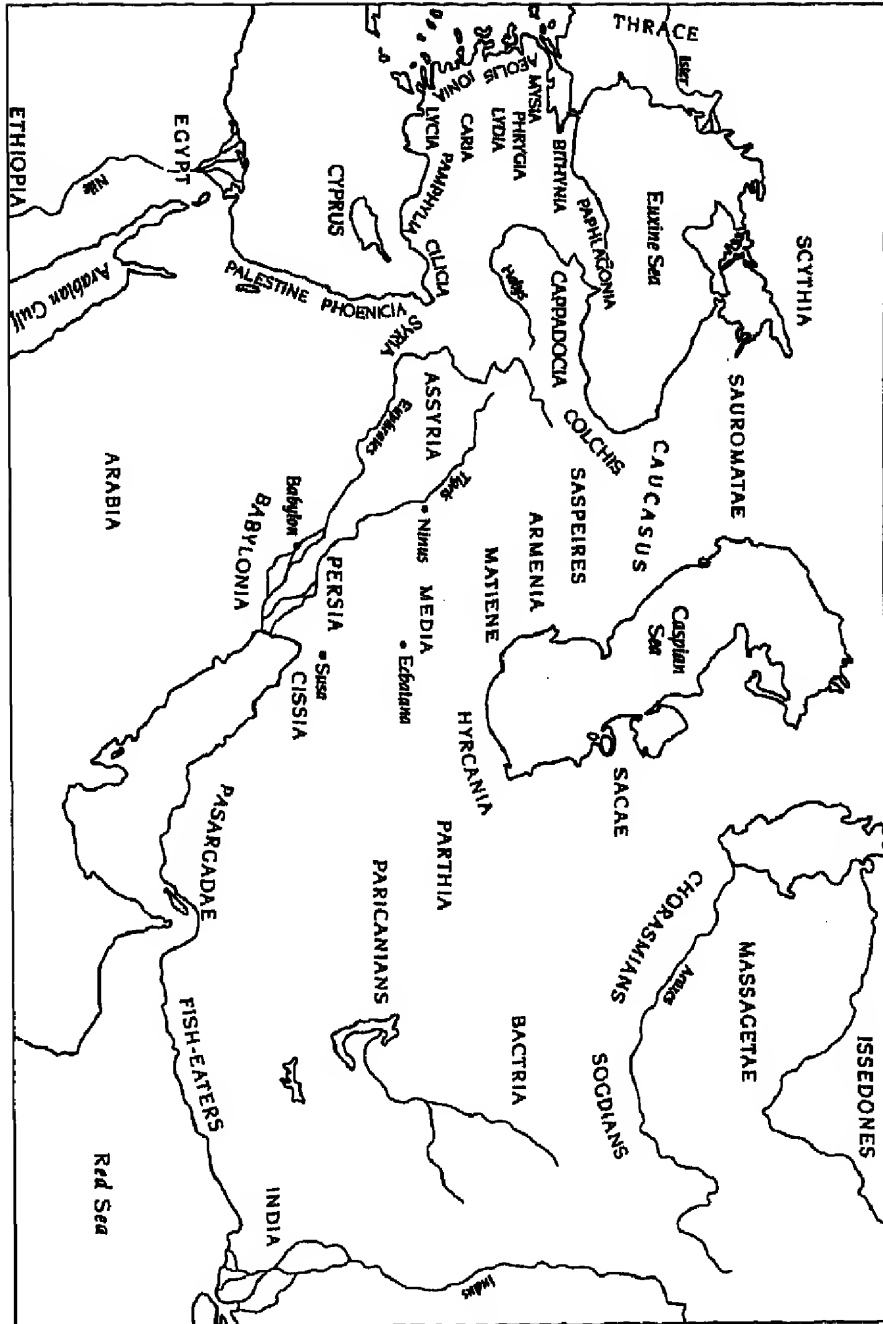 THRACE
Ister
SCYTHIA
Euxine Sea
SAUROMATAE
CAUCASUS
COLCHIS
Caspian
Sea
SACAE
CHORASMIANS
Araxes
MASSAGETAE
ISSEDONES
SOGDIANS
BACTRIA
AEOLIS
IONIA
MYSIA
PHRYGIA
LYDIA
CARIA
LYCIA
BITHYNIA
PAPHLAGONIA
PAMPHYLIA
CILICIA
Halys
CAPPADOCIA
SASPEIRES
ARMENIA
MATIENE
HYRCANIA
PARTHIA
PARICANIANS
CYPRUS
SYRIA
PHOENICIA
PALESTINE
ASSYRIA
Euphrates
Tigris
Ninus
MEDIA
Ecbatana
Babylon
BABYLONIA
PERSIA
Susa
CISSIA
PASARGADAE
FISH-EATERS
INDIA
Indus
EGYPT
Nile
ETHIOPIA
Arabian Gulf
ARABIA
Red Sea